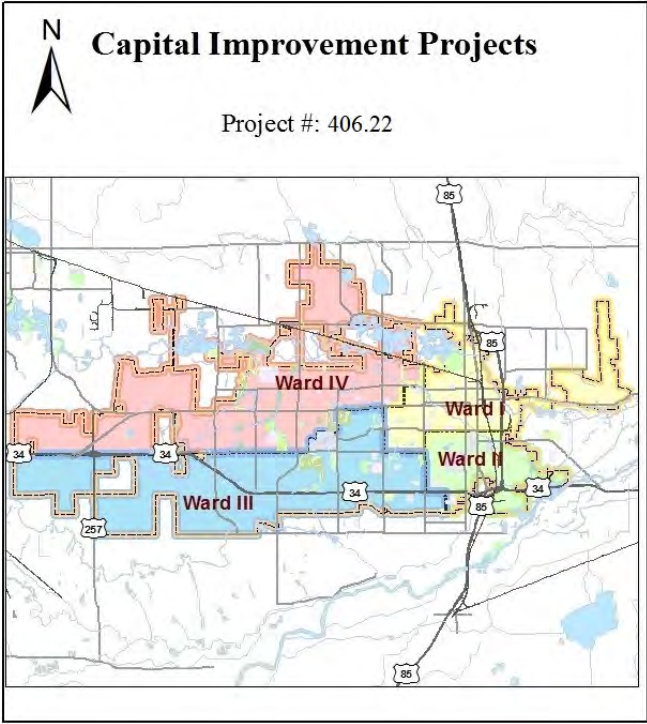 N
Capital Improvement Projects
Project #: 406.22
85
85
Ward IV
Ward I
34
34
Ward II
34
34
Ward III
85
257
85